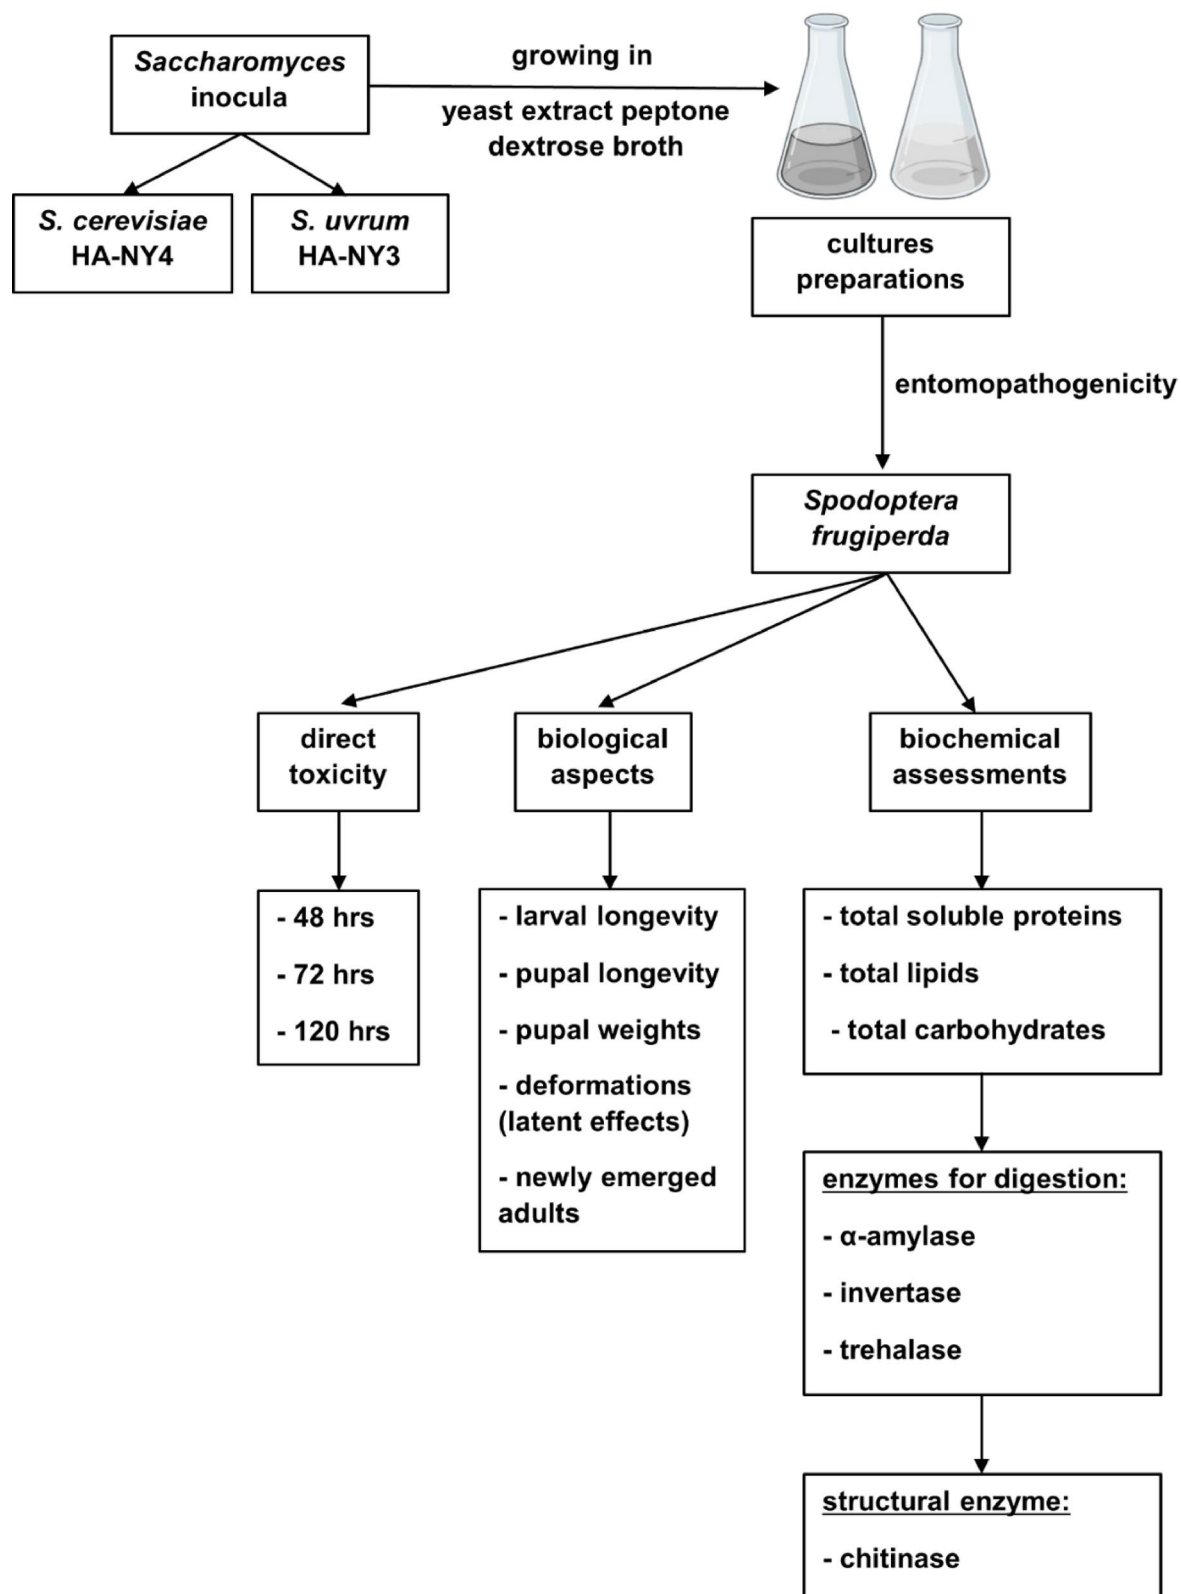 Saccharomyces
inocula
growing in
yeast extract peptone
dextrose broth
S. cerevisiae
HA-NY4
S. uvrum
HA-NY3
cultures
preparations
entomopathogenicity
Spodoptera
frugiperda
direct
toxicity
biological
aspects
biochemical
assessments
- 48 hrs
- 72 hrs
- 120 hrs
- larval longevity
- pupal longevity
- pupal weights
- deformations
(latent effects)
- newly emerged
adults
- total soluble proteins
- total lipids
- total carbohydrates
enzymes for digestion:
- α-amylase
- invertase
- trehalase
structural enzyme:
- chitinase